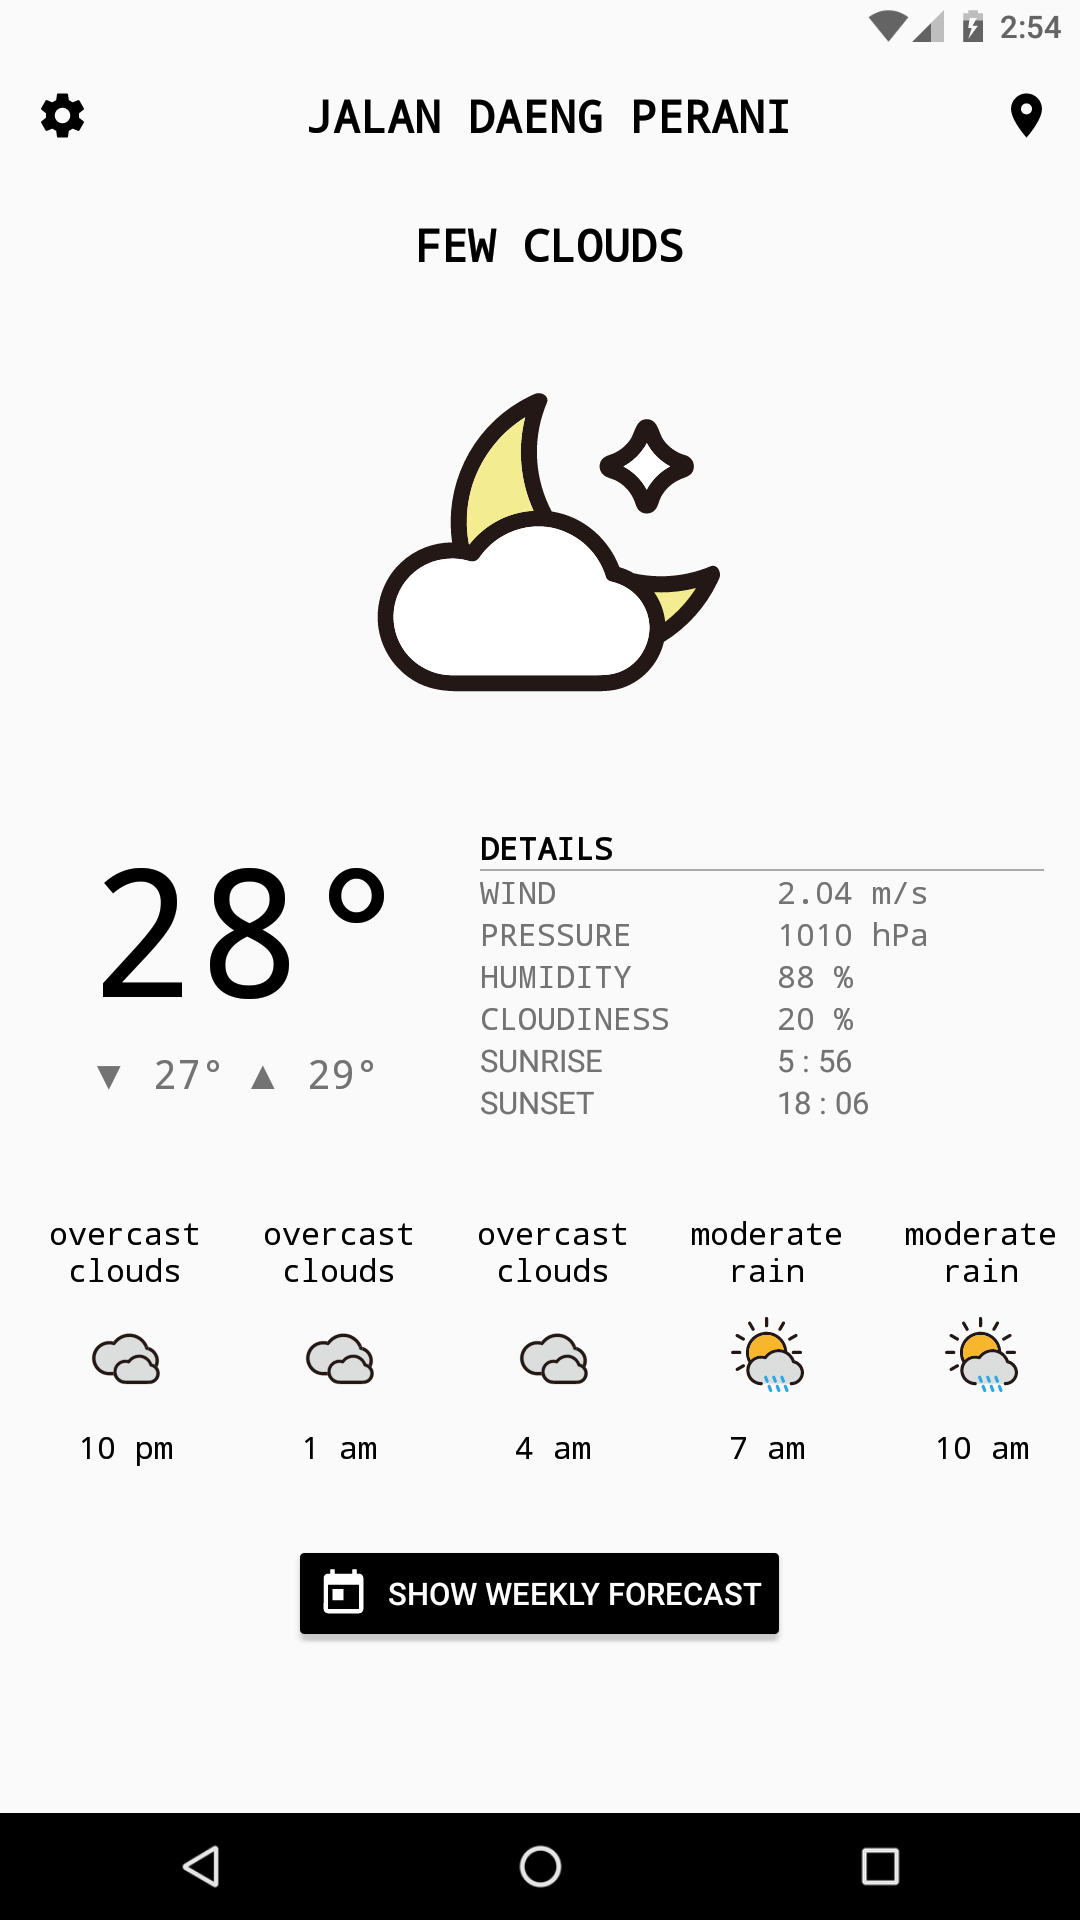 2:54
JALAN DAENG PERANI
FEW CLOUDS
28°
▼ 27° ▲ 29°
DETAILS
WIND 2.04 m/s
PRESSURE 1010 hPa
HUMIDITY 88 %
CLOUDINESS 20 %
SUNRISE 5 : 56
SUNSET 18 : 06
overcast clouds
overcast clouds
overcast clouds
moderate rain
moderate rain
10 pm 1 am 4 am 7 am 10 am
SHOW WEEKLY FORECAST